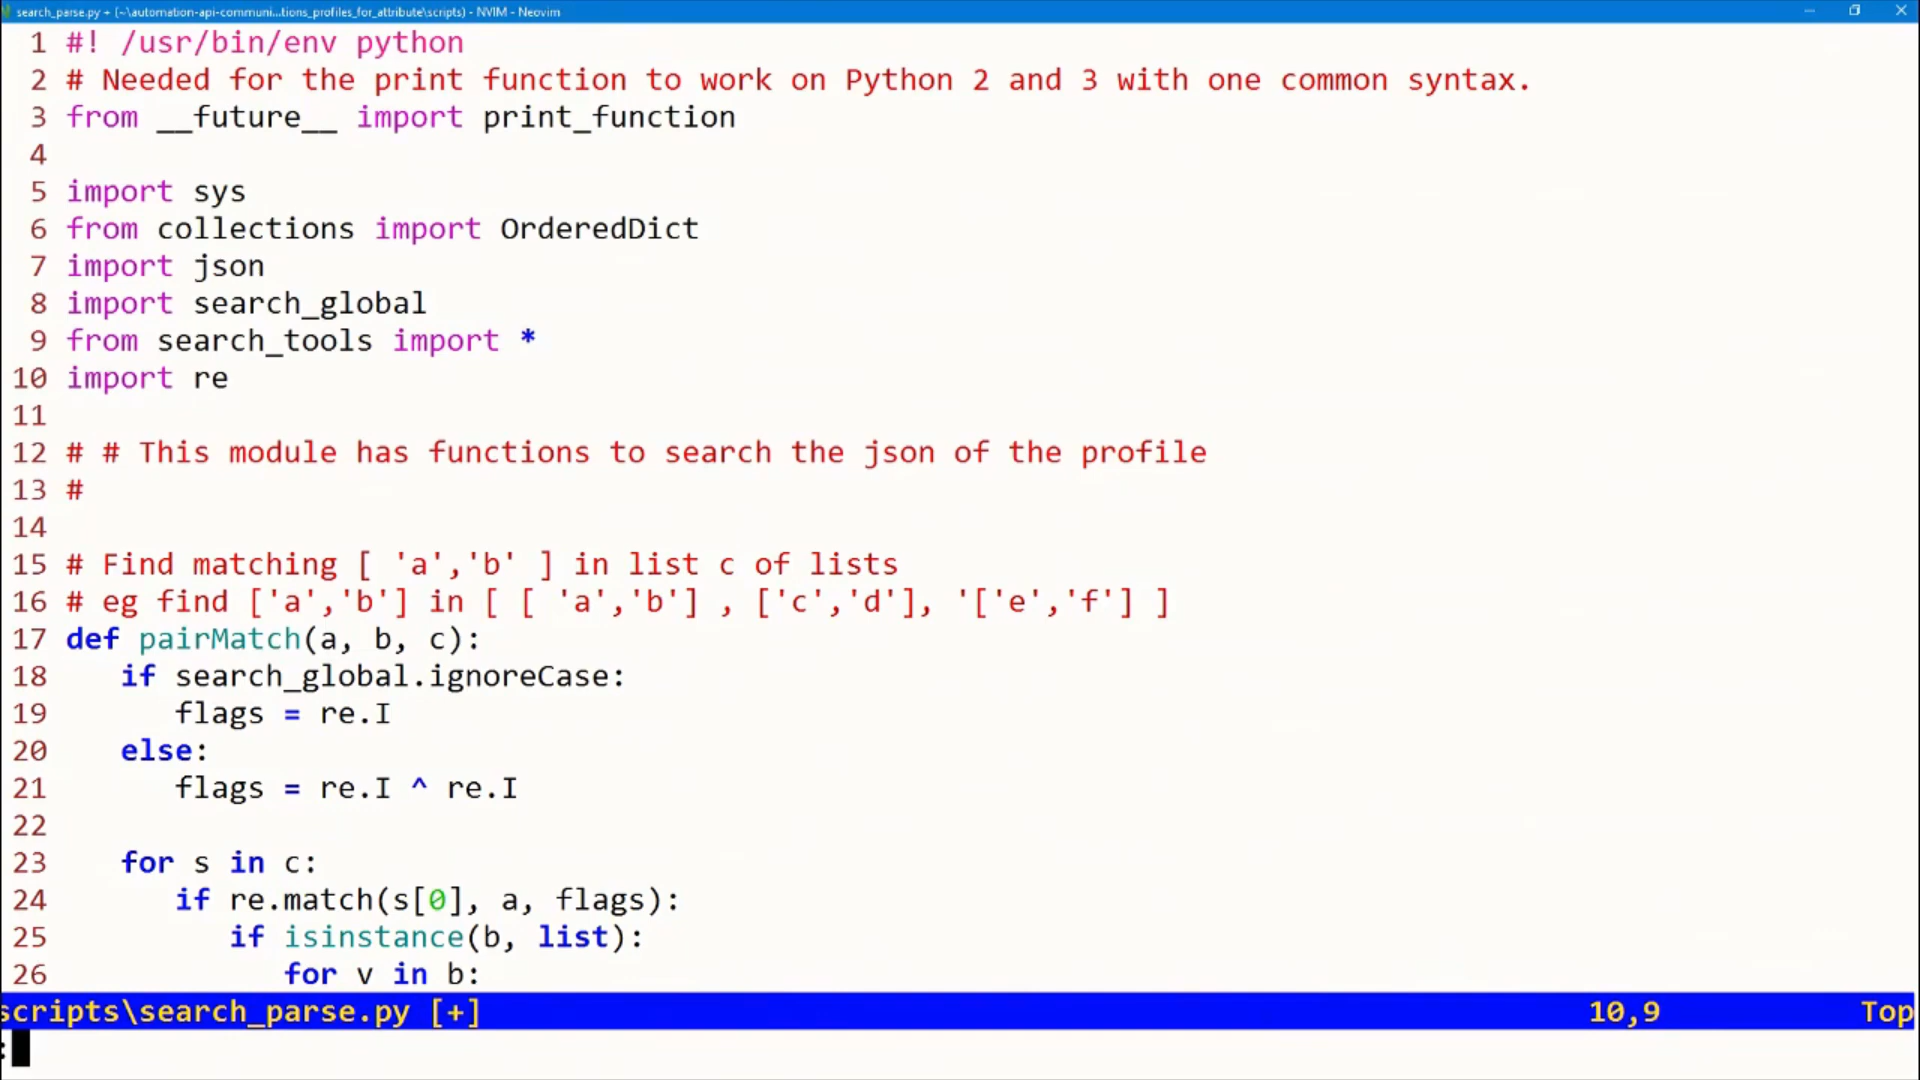 search_parse.py + (~\automation-api-communi...tions_profiles_for_attribute\scripts) - NVIM - Neovim
1 #! /usr/bin/env python
2 # Needed for the print function to work on Python 2 and 3 with one common syntax.
3 from __future__ import print_function
4
5 import sys
6 from collections import OrderedDict
7 import json
8 import search_global
9 from search_tools import *
10 import re
11
12 # # This module has functions to search the json of the profile
13 #
14
15 # Find matching [ 'a','b' ] in list c of lists
16 # eg find ['a','b'] in [ [ 'a','b'] , ['c','d'], '['e','f'] ]
17 def pairMatch(a, b, c):
18    if search_global.ignoreCase:
19       flags = re.I
20    else:
21       flags = re.I ^ re.I
22
23    for s in c:
24       if re.match(s[0], a, flags):
25          if isinstance(b, list):
26             for v in b:
scripts\search_parse.py [+] 10,9 Top
: